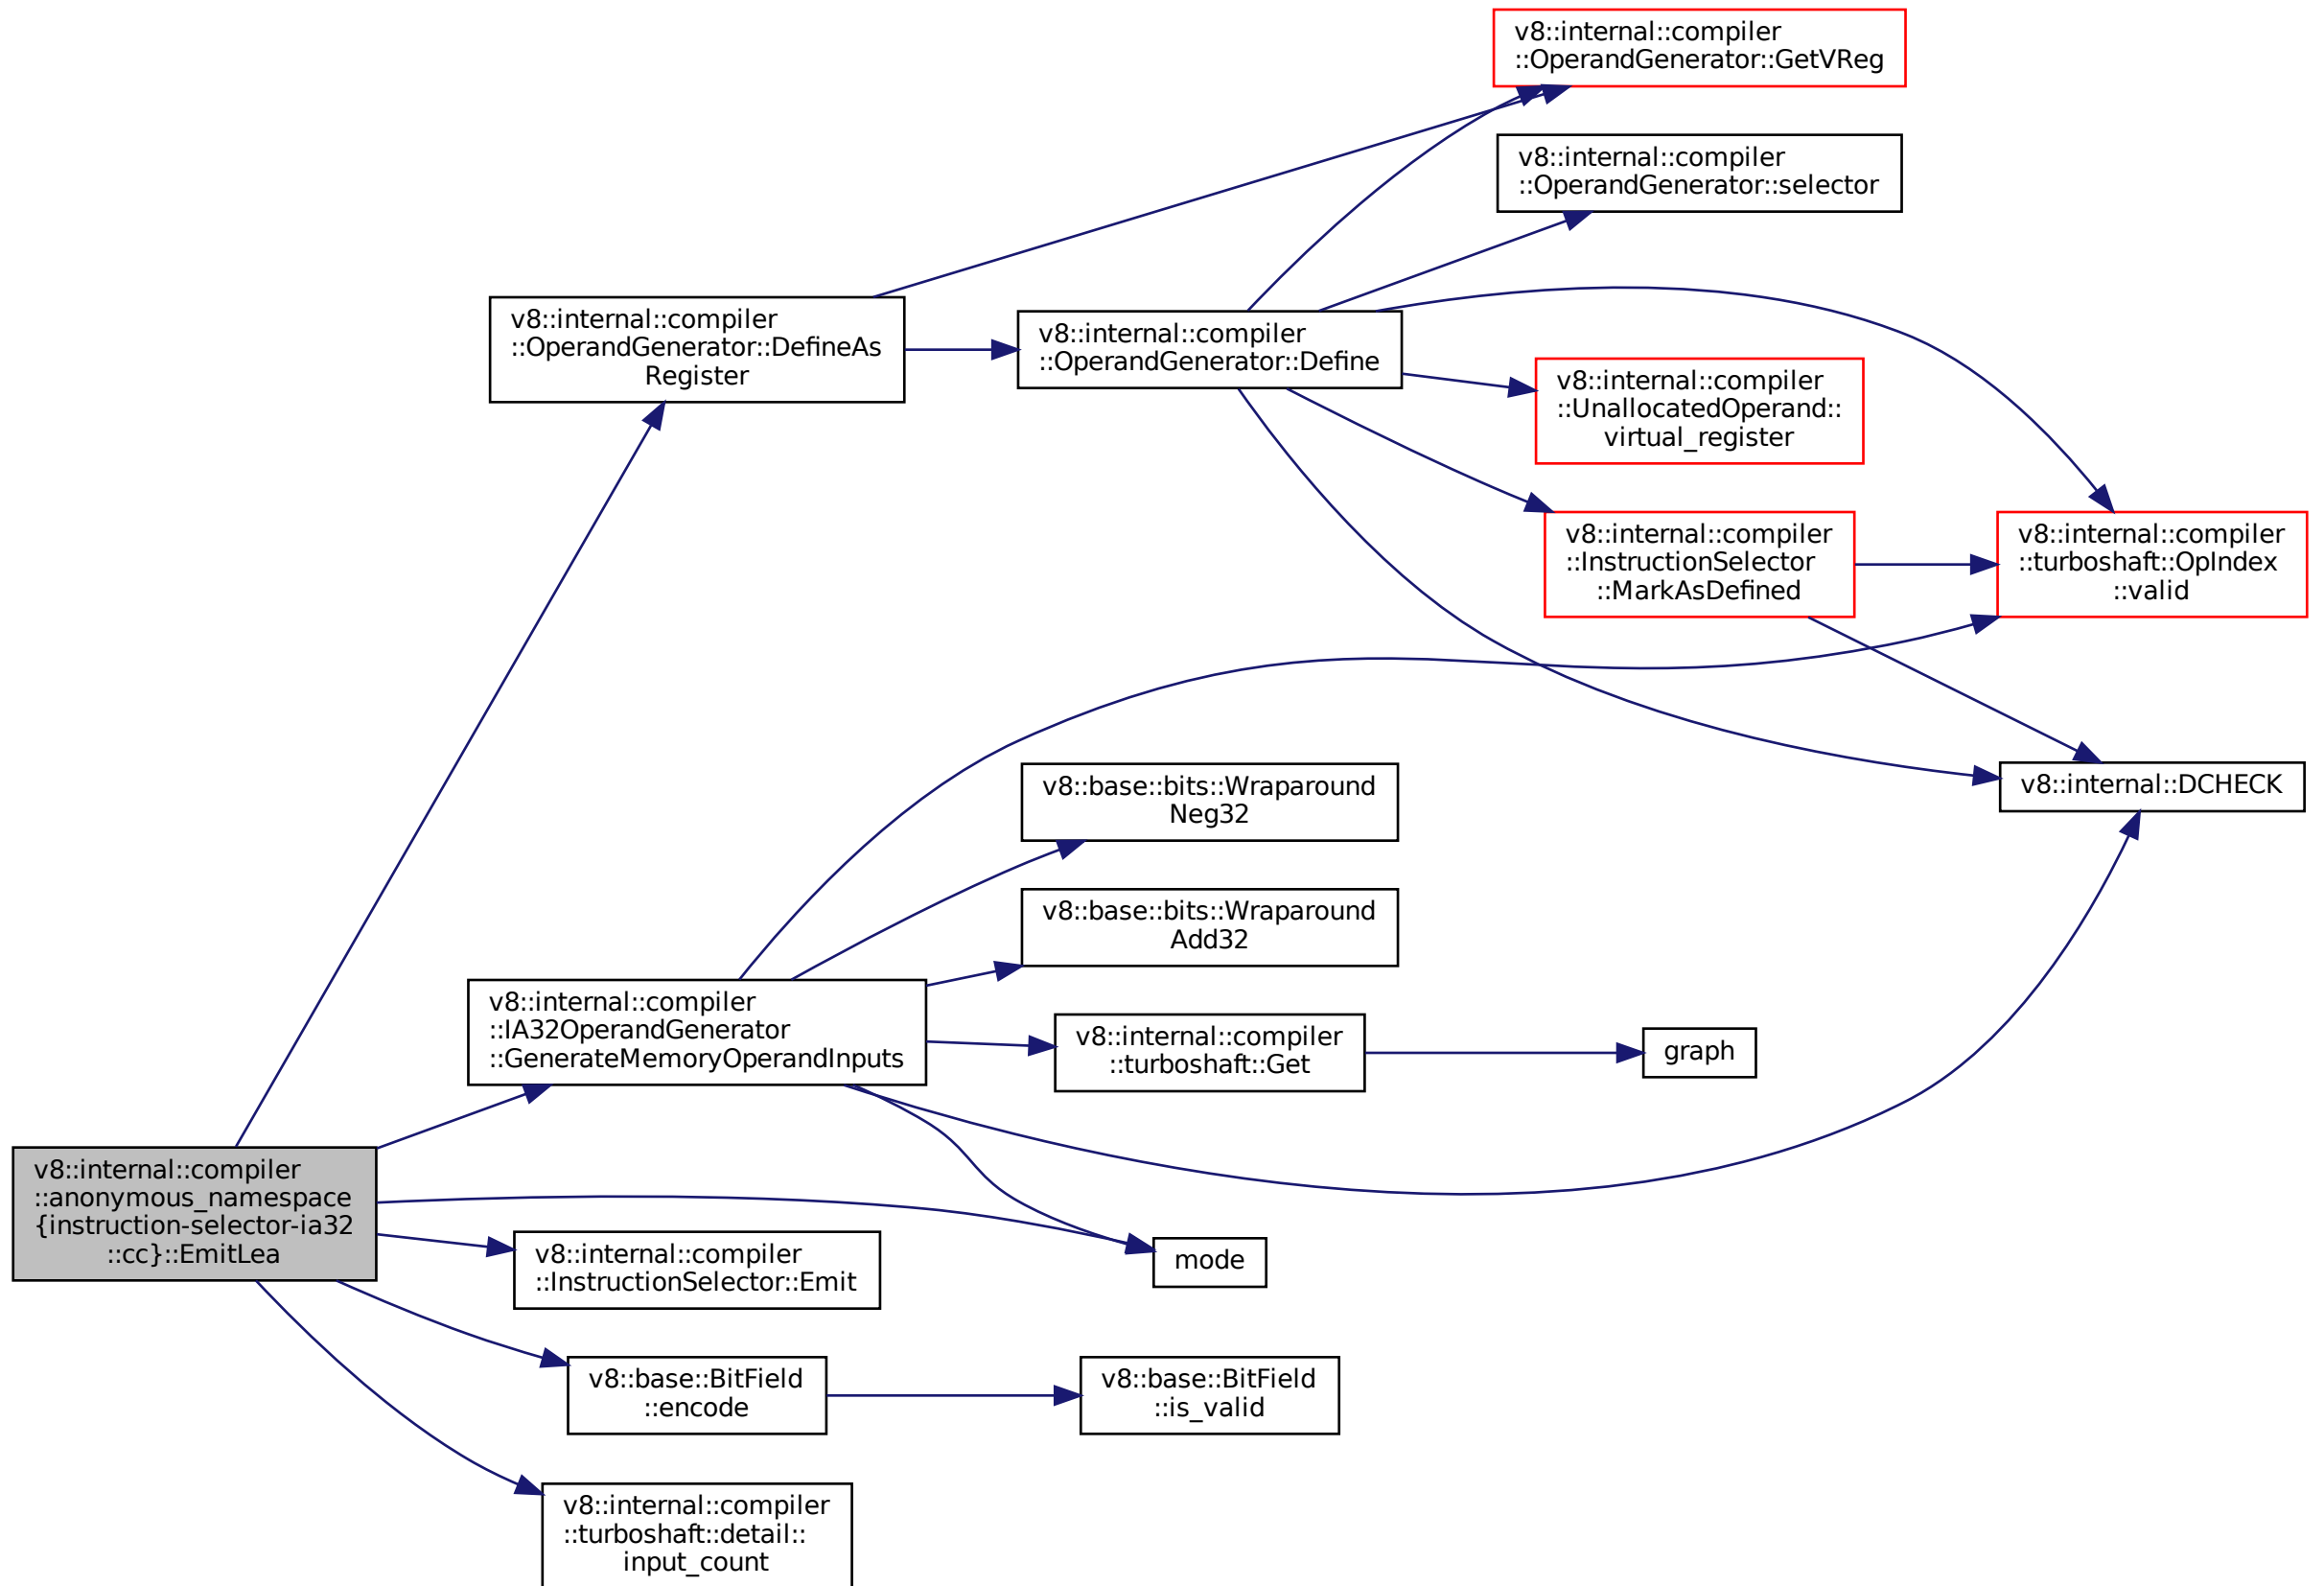 v8::internal::compiler
::OperandGenerator::GetVReg
v8::internal::compiler
::OperandGenerator::selector
v8::internal::compiler
::OperandGenerator::DefineAs
Register
v8::internal::compiler
::OperandGenerator::Define
v8::internal::compiler
::UnallocatedOperand::
virtual_register
v8::internal::compiler
::InstructionSelector
::MarkAsDefined
v8::internal::compiler
::turboshaft::OpIndex
::valid
v8::internal::DCHECK
v8::base::bits::Wraparound
Neg32
v8::base::bits::Wraparound
Add32
v8::internal::compiler
::IA32OperandGenerator
::GenerateMemoryOperandInputs
v8::internal::compiler
::turboshaft::Get
graph
v8::internal::compiler
::anonymous_namespace
{instruction-selector-ia32
::cc}::EmitLea
v8::internal::compiler
::InstructionSelector::Emit
mode
v8::base::BitField
::encode
v8::base::BitField
::is_valid
v8::internal::compiler
::turboshaft::detail::
input_count